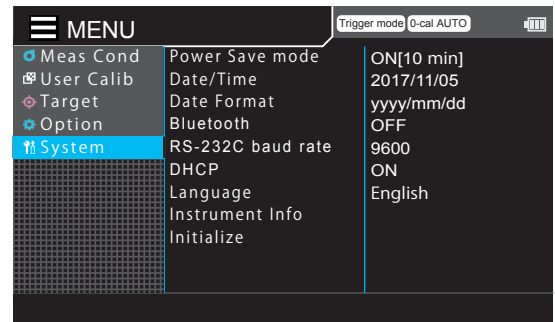 MENU
Trigger mode 0-cal AUTO
Meas Cond
User Calib
Target
Option
System
Power Save mode ON[10 min]
Date/Time 2017/11/05
Date Format yyyy/mm/dd
Bluetooth OFF
RS-232C baud rate 9600
DHCP ON
Language English
Instrument Info
Initialize